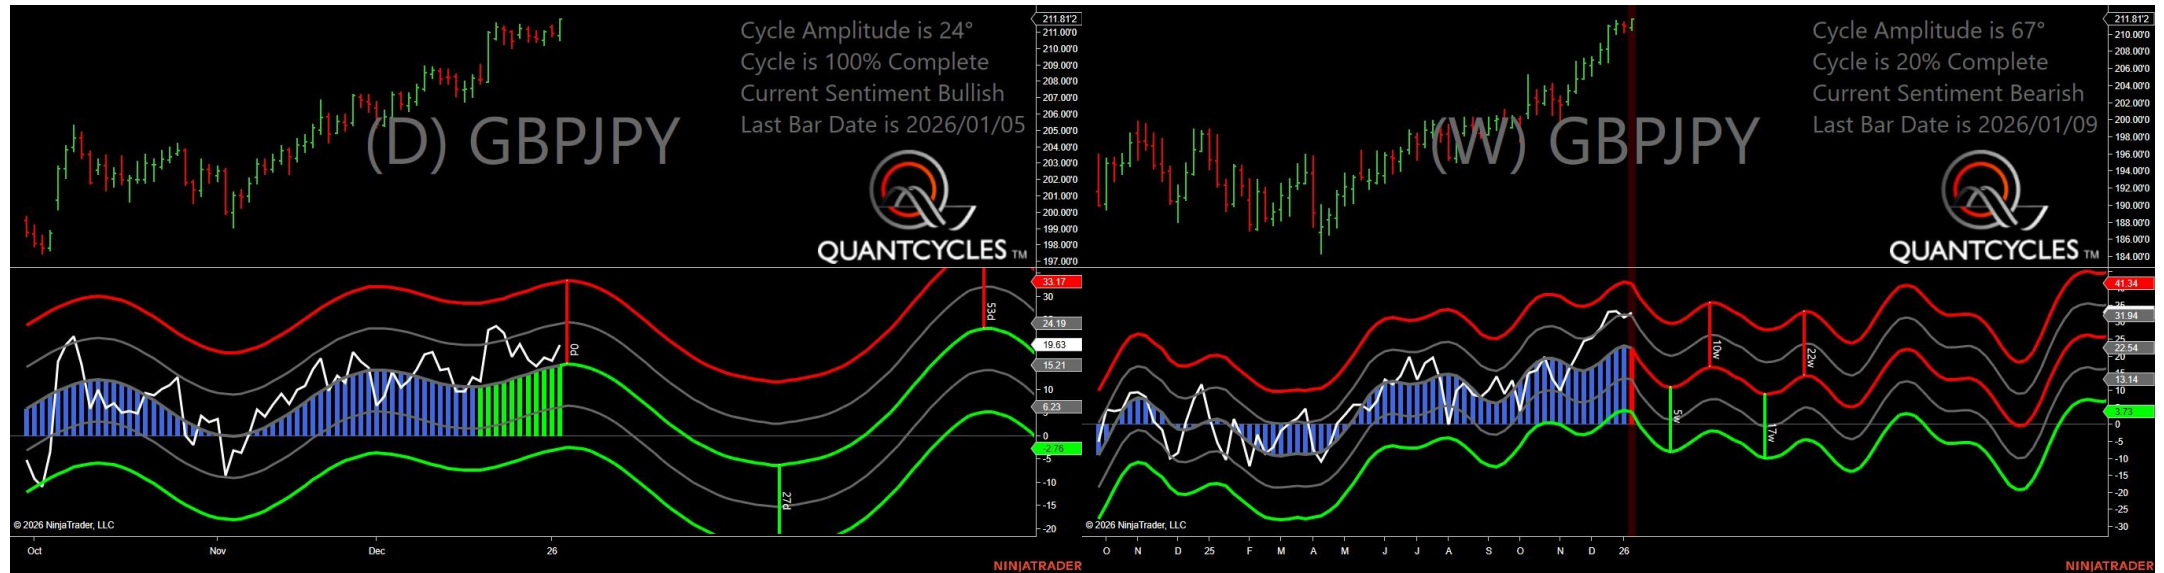 Cycle Amplitude is 24°
Cycle is 100% Complete
Current Sentiment Bullish
Last Bar Date is 2026/01/05
(D) GBPJPY
QUANTCYCLES TM
211.81'2
211.00'0
210.00'0
209.00'0
208.00'0
207.00'0
206.00'0
205.00'0
204.00'0
203.00'0
202.00'0
201.00'0
200.00'0
199.00'0
198.00'0
197.00'0
33.17
30
24.19
19.63
15.21
10
6.23
0
-2.76
-5
-10
-15
-20
0d
27d
53d
© 2026 NinjaTrader, LLC
Oct Nov Dec 26
NINJATRADER
Cycle Amplitude is 67°
Cycle is 20% Complete
Current Sentiment Bearish
Last Bar Date is 2026/01/09
(W) GBPJPY
QUANTCYCLES TM
211.81'2
210.00'0
208.00'0
206.00'0
204.00'0
202.00'0
200.00'0
198.00'0
196.00'0
194.00'0
192.00'0
190.00'0
188.00'0
186.00'0
184.00'0
41.34
31.94
22.54
20
13.14
10
3.73
0
-5
-10
-15
-20
-25
-30
5w
10w
17w
22w
© 2026 NinjaTrader, LLC
O N D 25 F M A M J J A S O N D 26
NINJATRADER